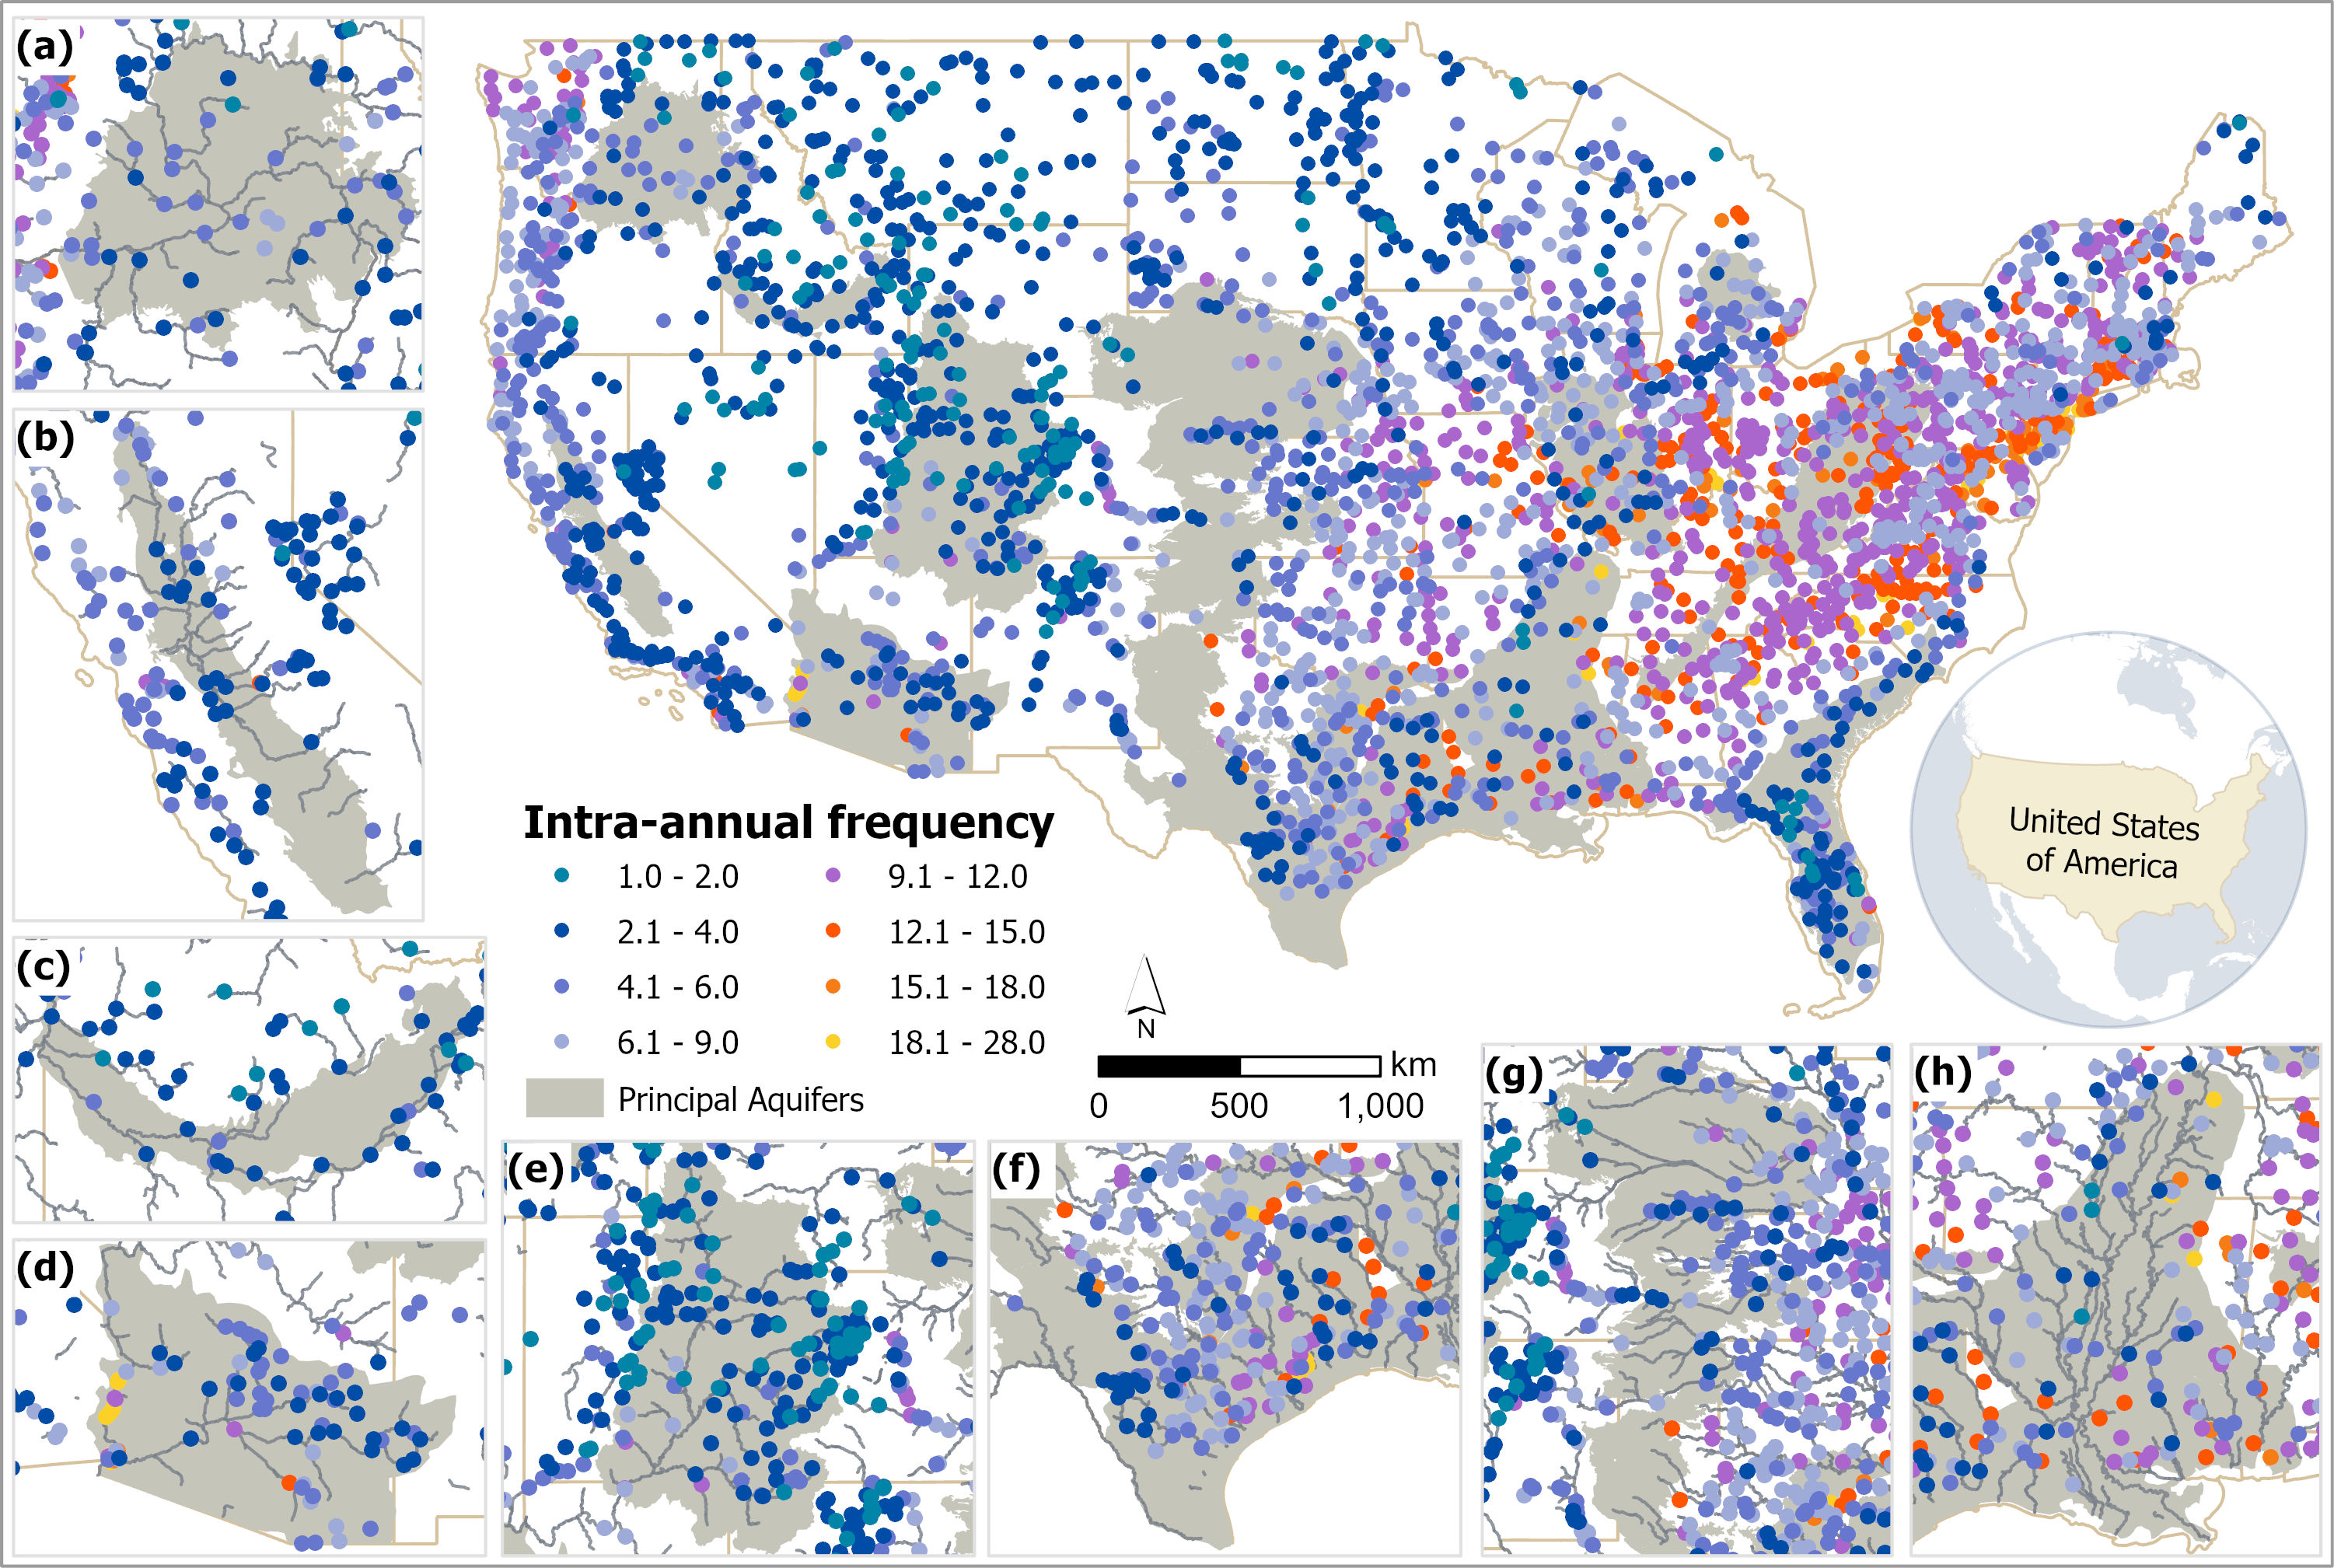 (a)
(b)
(c)
(d)
(e)
(f)
(g)
(h)
Intra-annual frequency
1.0 - 2.0
2.1 - 4.0
4.1 - 6.0
6.1 - 9.0
9.1 - 12.0
12.1 - 15.0
15.1 - 18.0
18.1 - 28.0
Principal Aquifers
N
km
0 500 1,000
United States
of America